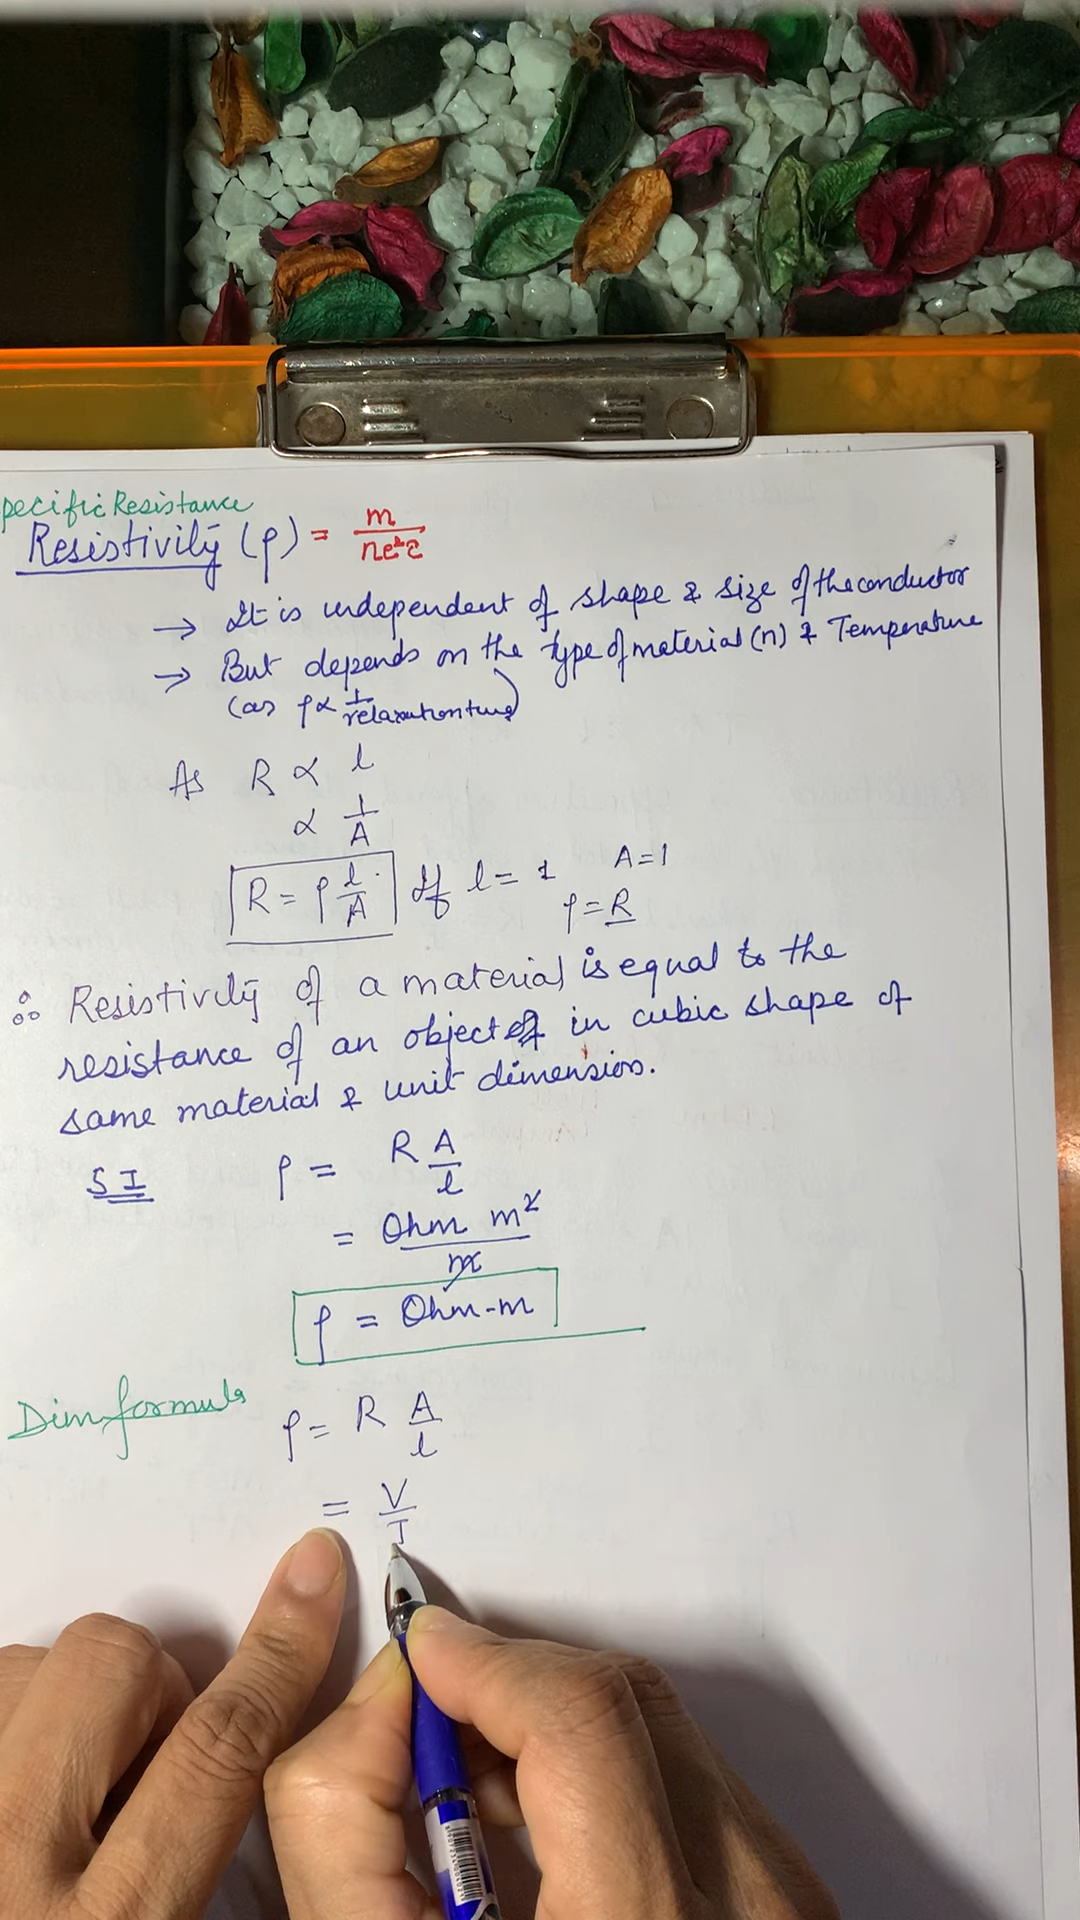 pecific Resistance
Resistivity (ρ) = m/ne²τ
→ It is independent of shape & size of the conductor
→ But depends on the type of material (n) & Temperature
(as ρ ∝ 1/relaxation time)
As R ∝ l
∝ 1/A
R = ρ l/A If l = 1 A = 1
ρ = R
∴ Resistivity of a material is equal to the
resistance of an object in cubic shape of
same material & unit dimension.
SI ρ = R A/l
= Ohm m²/m
ρ = Ohm-m
Dim. formula ρ = R A/l
= V/I